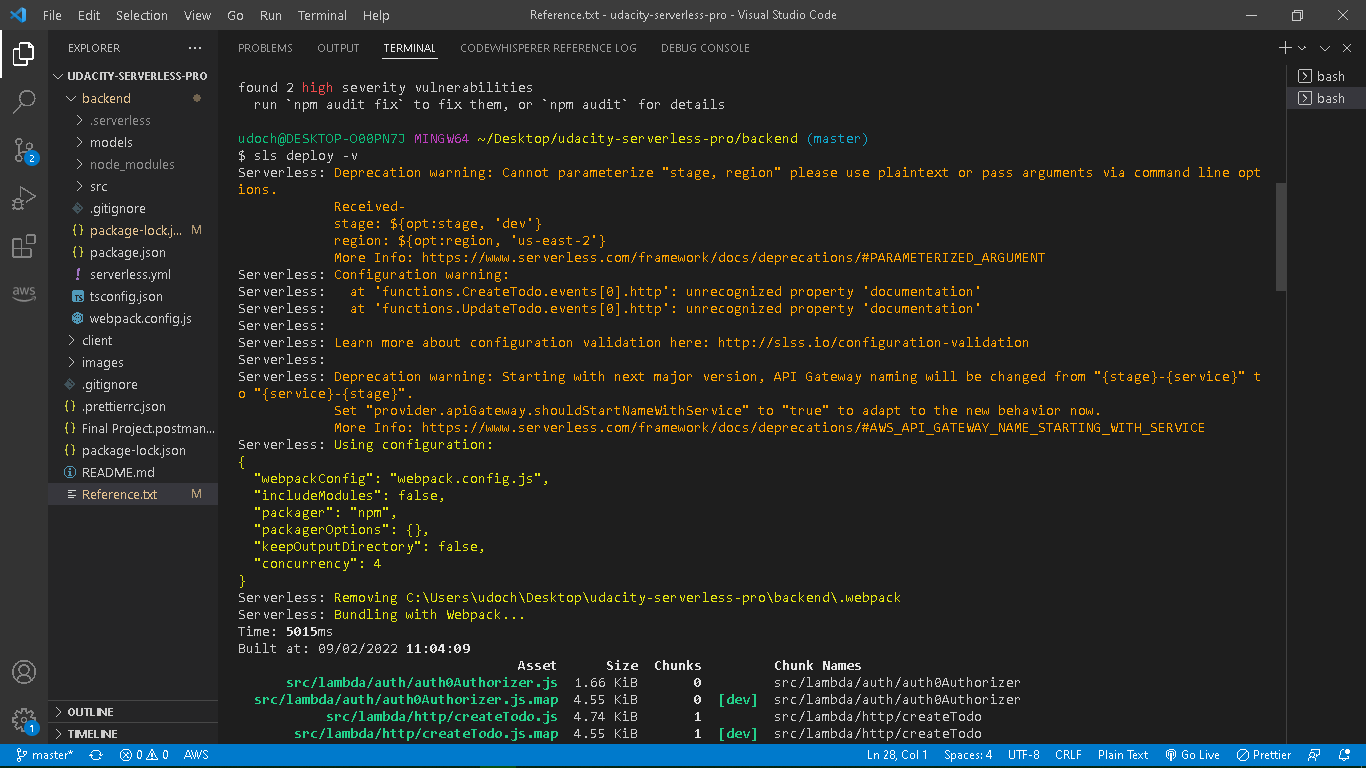 File Edit Selection View Go Run Terminal Help Reference.txt - udacity-serverless-pro - Visual Studio Code
EXPLORER
UDACITY-SERVERLESS-PRO
backend
.serverless
models
node_modules
src
.gitignore
package-lock.j... M
package.json
serverless.yml
tsconfig.json
webpack.config.js
client
images
.gitignore
.prettierrc.json
Final Project.postman...
package-lock.json
README.md
Reference.txt M
OUTLINE
TIMELINE
2
aws
1
PROBLEMS OUTPUT TERMINAL CODEWHISPERER REFERENCE LOG DEBUG CONSOLE
bash
bash
found 2 high severity vulnerabilities
run `npm audit fix` to fix them, or `npm audit` for details
udoch@DESKTOP-O00PN7J MINGW64 ~/Desktop/udacity-serverless-pro/backend (master)
$ sls deploy -v
Serverless: Deprecation warning: Cannot parameterize "stage, region" please use plaintext or pass arguments via command line opt
ions.
Received-
stage: ${opt:stage, 'dev'}
region: ${opt:region, 'us-east-2'}
More Info: https://www.serverless.com/framework/docs/deprecations/#PARAMETERIZED_ARGUMENT
Serverless: Configuration warning:
Serverless: at 'functions.CreateTodo.events[0].http': unrecognized property 'documentation'
Serverless: at 'functions.UpdateTodo.events[0].http': unrecognized property 'documentation'
Serverless:
Serverless: Learn more about configuration validation here: http://slss.io/configuration-validation
Serverless:
Serverless: Deprecation warning: Starting with next major version, API Gateway naming will be changed from "{stage}-{service}" t
o "{service}-{stage}".
Set "provider.apiGateway.shouldStartNameWithService" to "true" to adapt to the new behavior now.
More Info: https://www.serverless.com/framework/docs/deprecations/#AWS_API_GATEWAY_NAME_STARTING_WITH_SERVICE
Serverless: Using configuration:
{
"webpackConfig": "webpack.config.js",
"includeModules": false,
"packager": "npm",
"packagerOptions": {},
"keepOutputDirectory": false,
"concurrency": 4
}
Serverless: Removing C:\Users\udoch\Desktop\udacity-serverless-pro\backend\.webpack
Serverless: Bundling with Webpack...
Time: 5015ms
Built at: 09/02/2022 11:04:09
Asset Size Chunks Chunk Names
src/lambda/auth/auth0Authorizer.js 1.66 KiB 0 src/lambda/auth/auth0Authorizer
src/lambda/auth/auth0Authorizer.js.map 4.55 KiB 0 [dev] src/lambda/auth/auth0Authorizer
src/lambda/http/createTodo.js 4.74 KiB 1 src/lambda/http/createTodo
src/lambda/http/createTodo.js.map 4.55 KiB 1 [dev] src/lambda/http/createTodo
master* 0 0 AWS Ln 28, Col 1 Spaces: 4 UTF-8 CRLF Plain Text Go Live Prettier